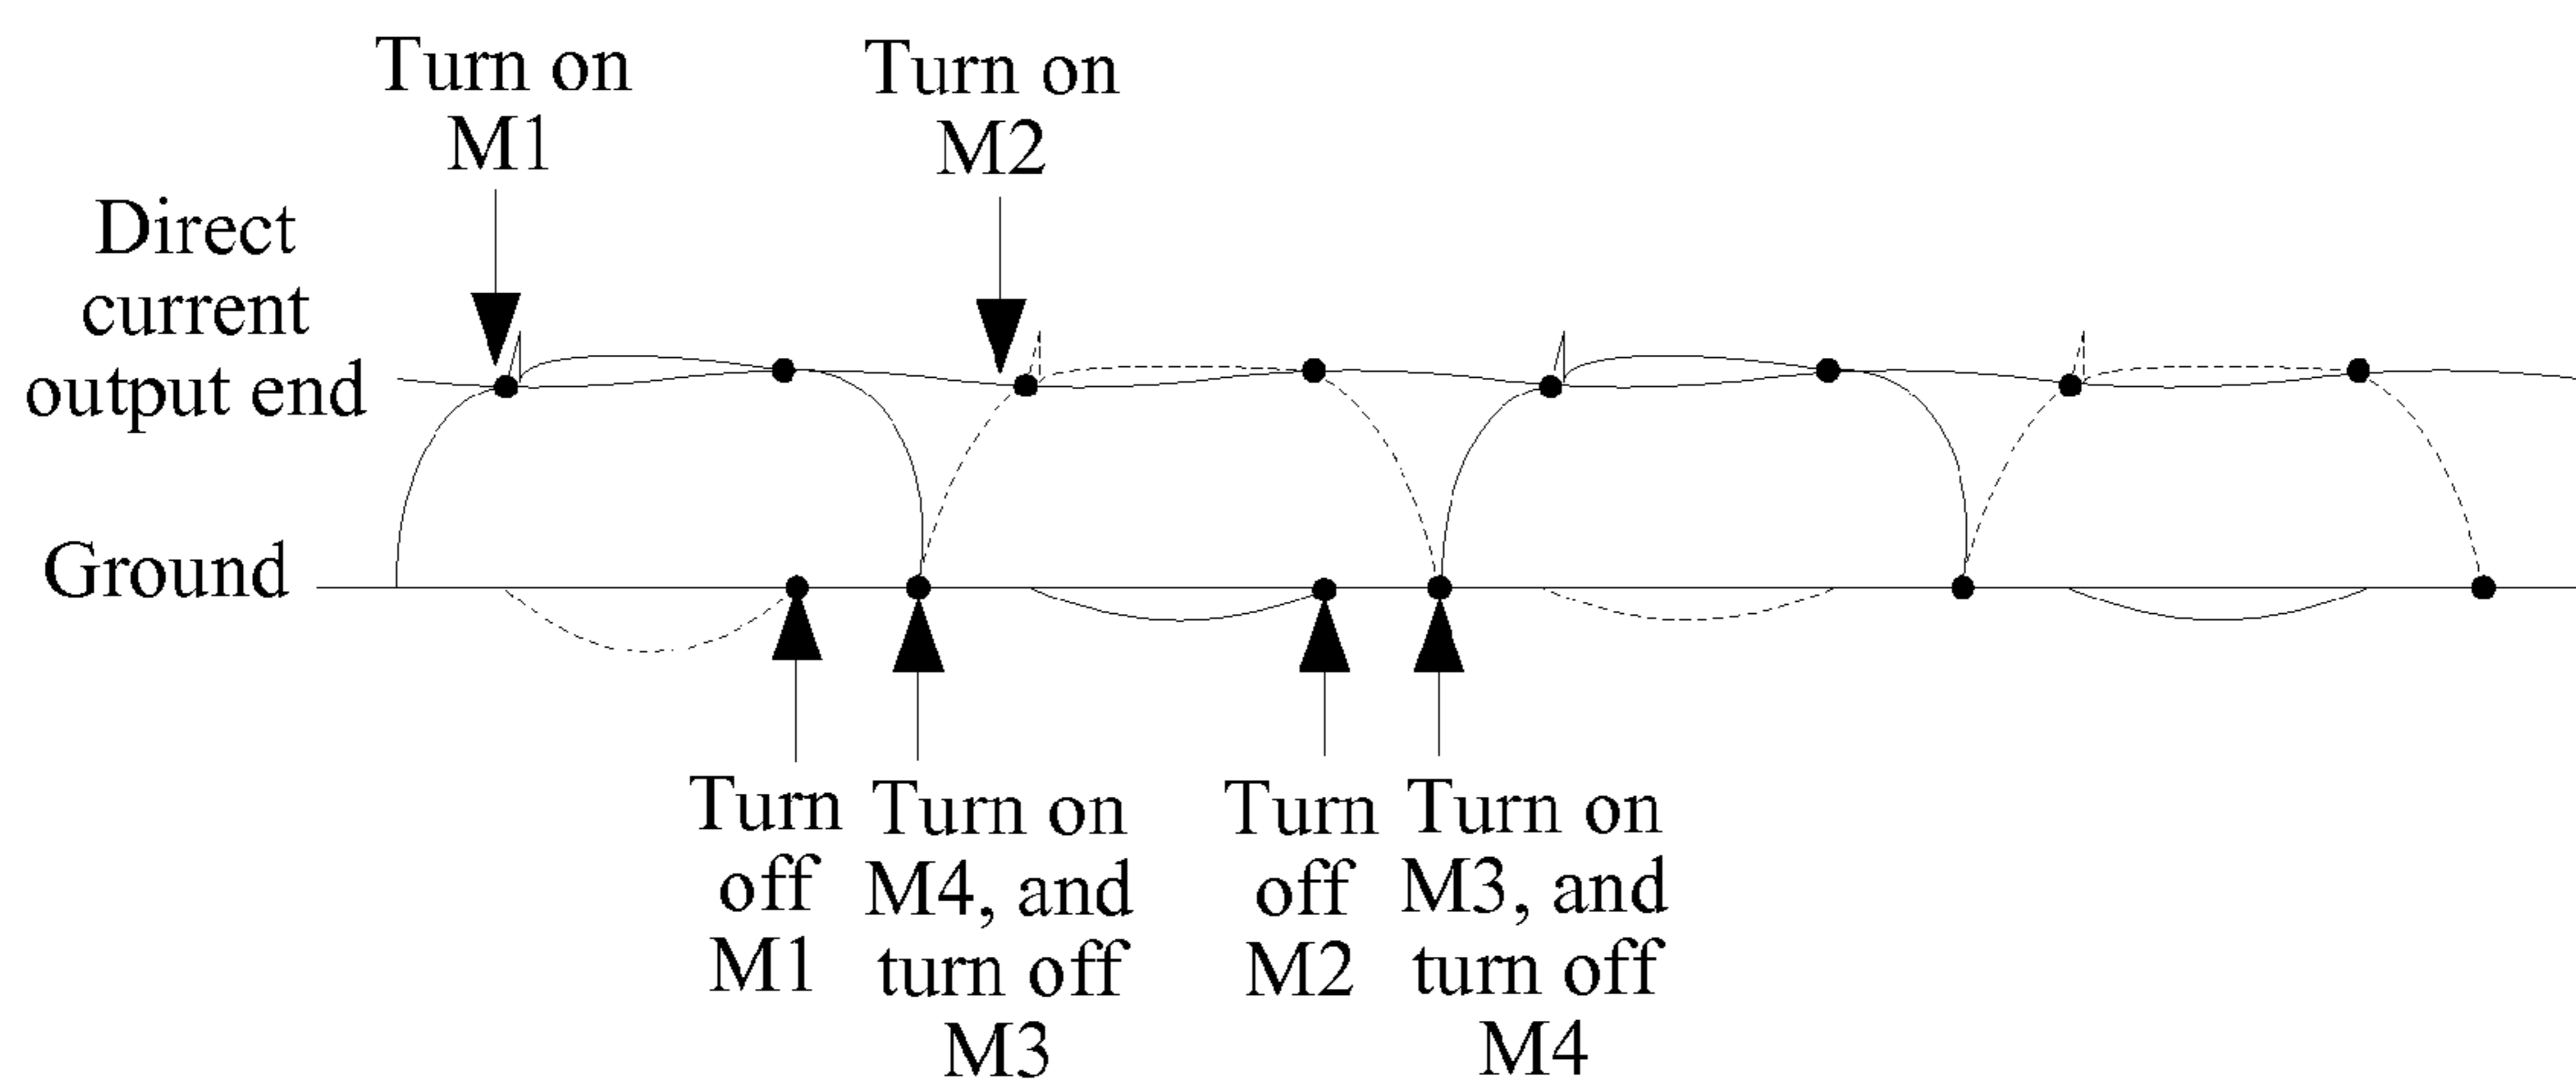 Turn on
M1
Turn on
M2
Direct
current
output end
Ground
Turn
off
M1
Turn on
M4, and
turn off
M3
Turn
off
M2
Turn on
M3, and
turn off
M4